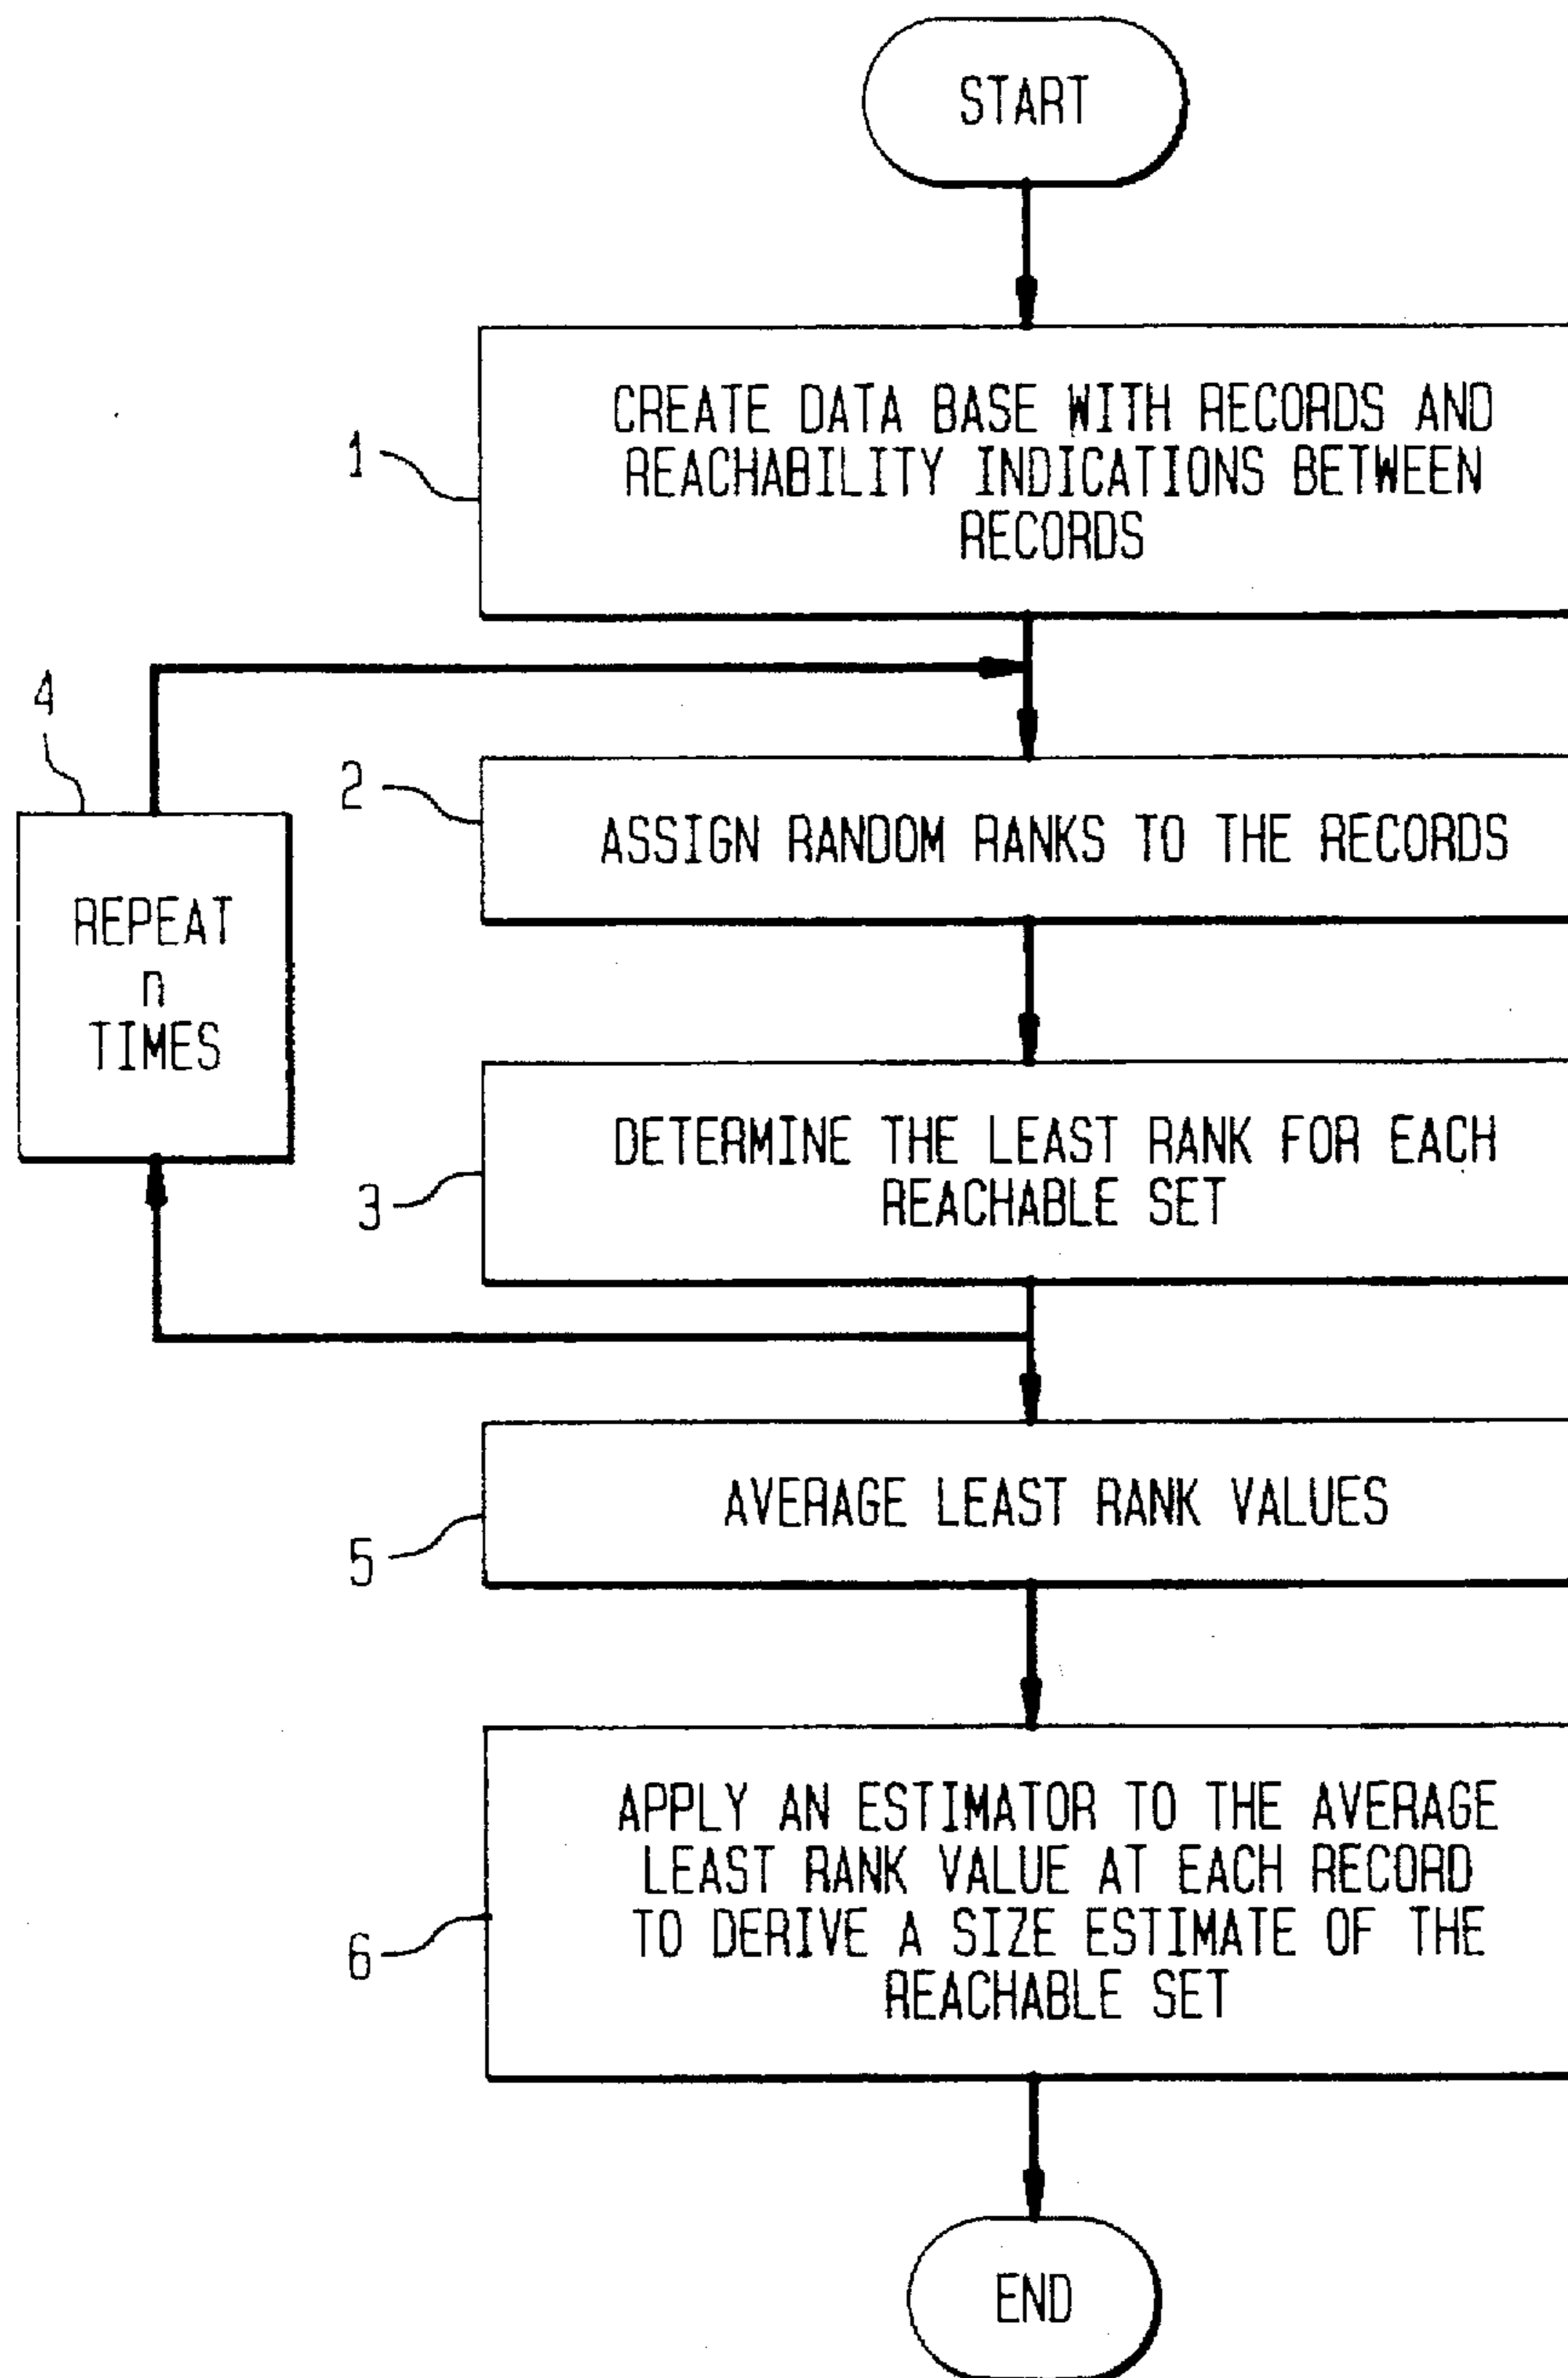 START
1
CREATE DATA BASE WITH RECORDS AND
REACHABILITY INDICATIONS BETWEEN
RECORDS
4
REPEAT
n
TIMES
2
ASSIGN RANDOM RANKS TO THE RECORDS
3
DETERMINE THE LEAST RANK FOR EACH
REACHABLE SET
5
AVERAGE LEAST RANK VALUES
6
APPLY AN ESTIMATOR TO THE AVERAGE
LEAST RANK VALUE AT EACH RECORD
TO DERIVE A SIZE ESTIMATE OF THE
REACHABLE SET
END